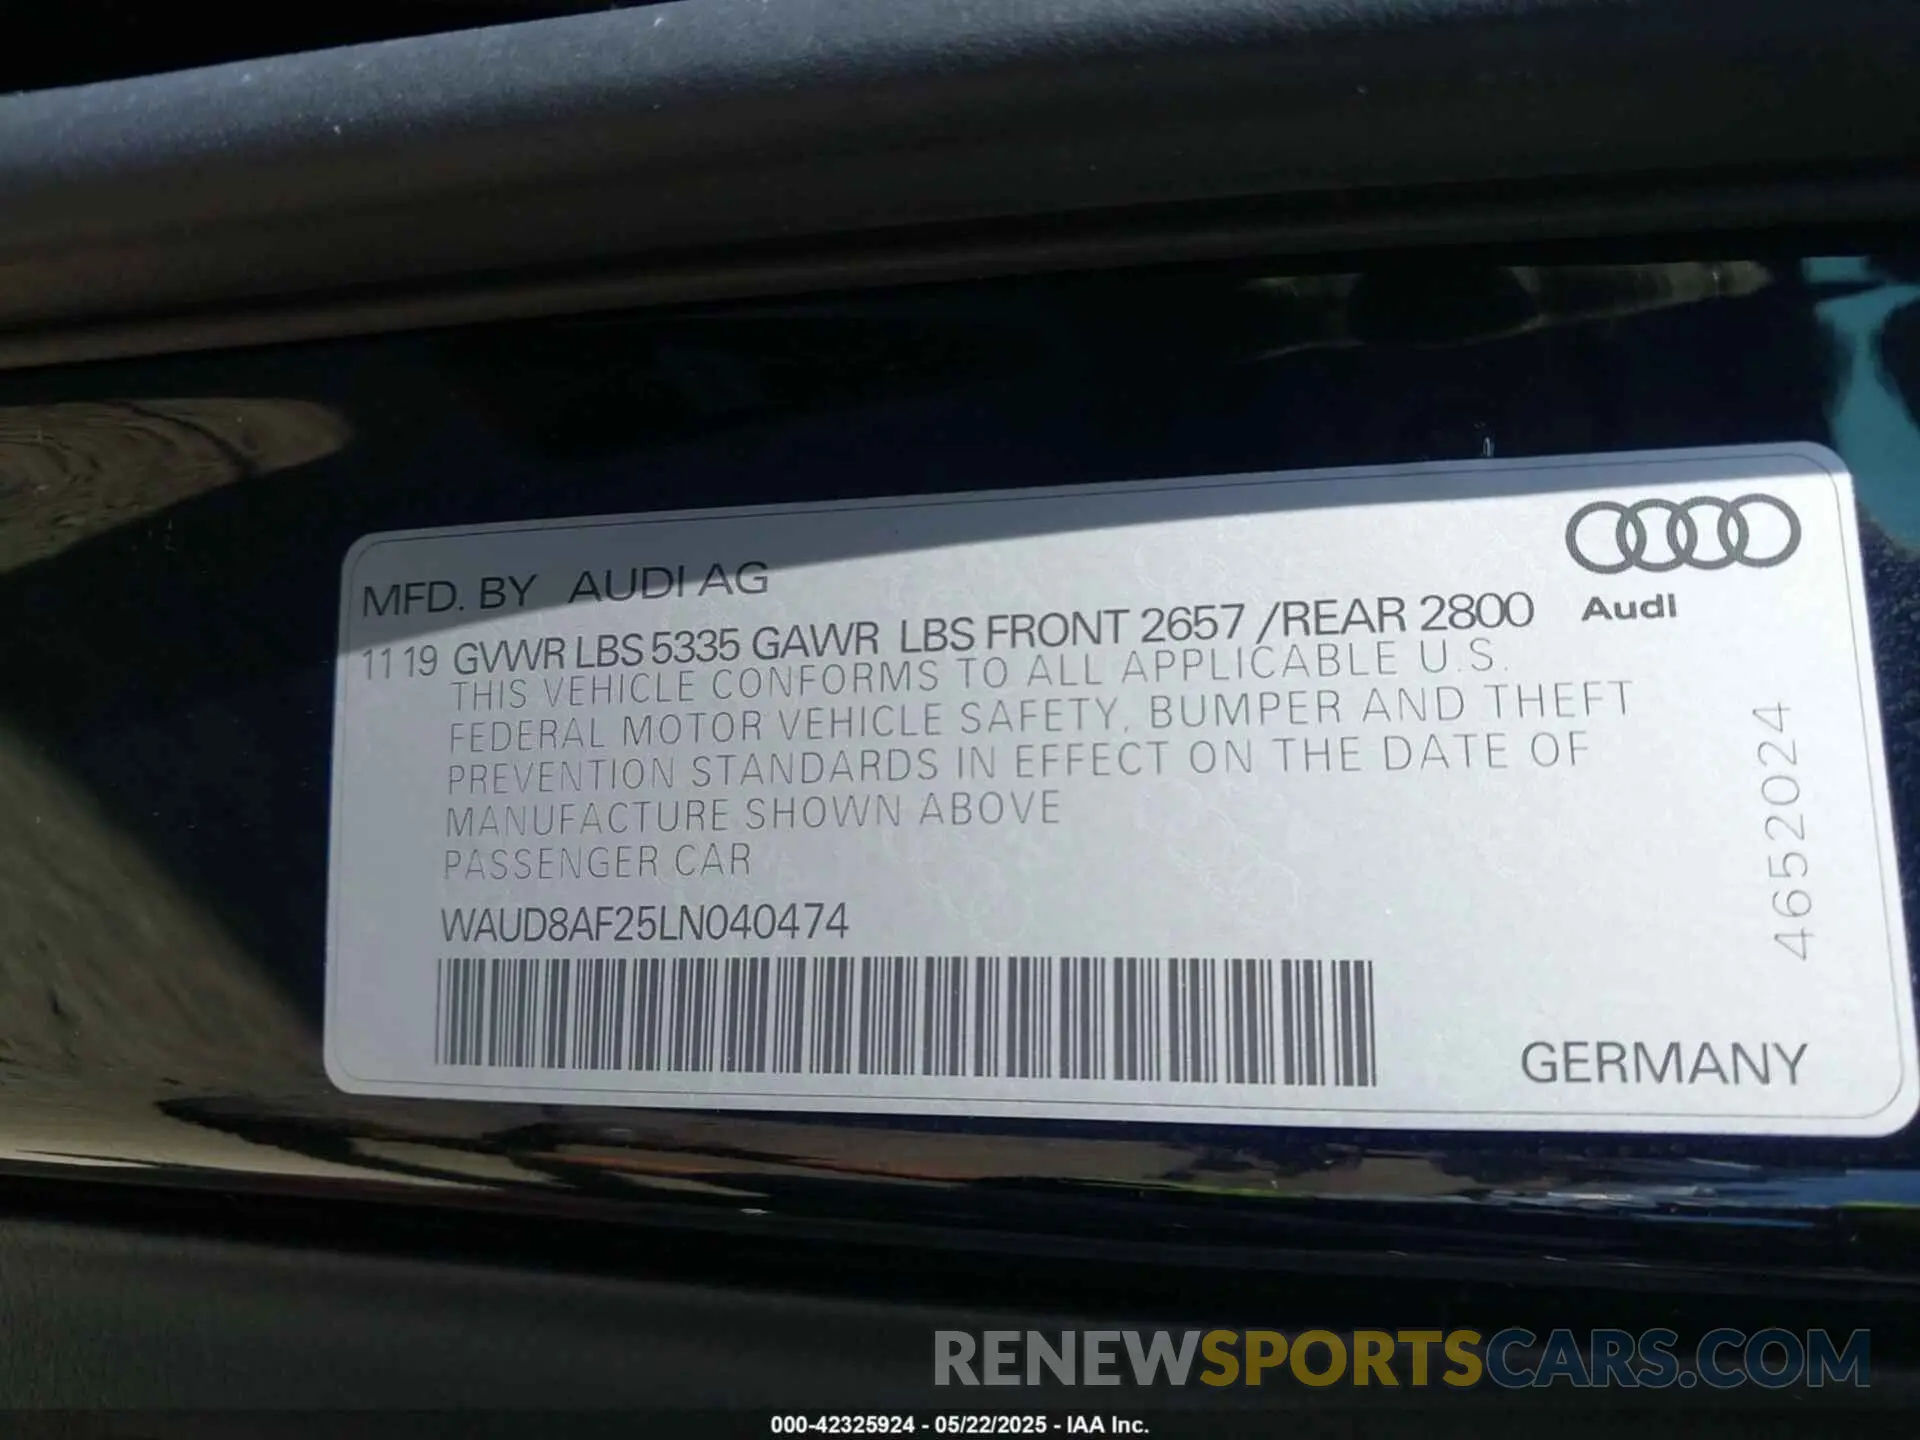 MFD. BY AUDI AG
11 19 GVWR LBS 5335 GAWR LBS FRONT 2657 /REAR 2800
Audi
THIS VEHICLE CONFORMS TO ALL APPLICABLE U.S.
FEDERAL MOTOR VEHICLE SAFETY, BUMPER AND THEFT
PREVENTION STANDARDS IN EFFECT ON THE DATE OF
MANUFACTURE SHOWN ABOVE
PASSENGER CAR
WAUD8AF25LN040474
4652024
GERMANY
RENEWSPORTSCARS.COM
000-42325924 - 05/22/2025 - IAA Inc.